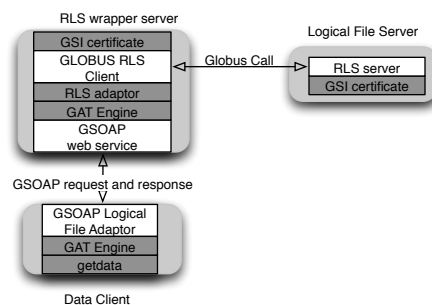 RLS wrapper server
GSI certificate
GLOBUS RLS
Client
RLS adaptor
GAT Engine
GSOAP
web service
Globus Call
Logical File Server
RLS server
GSI certificate
GSOAP request and response
GSOAP Logical
File Adaptor
GAT Engine
getdata
Data Client